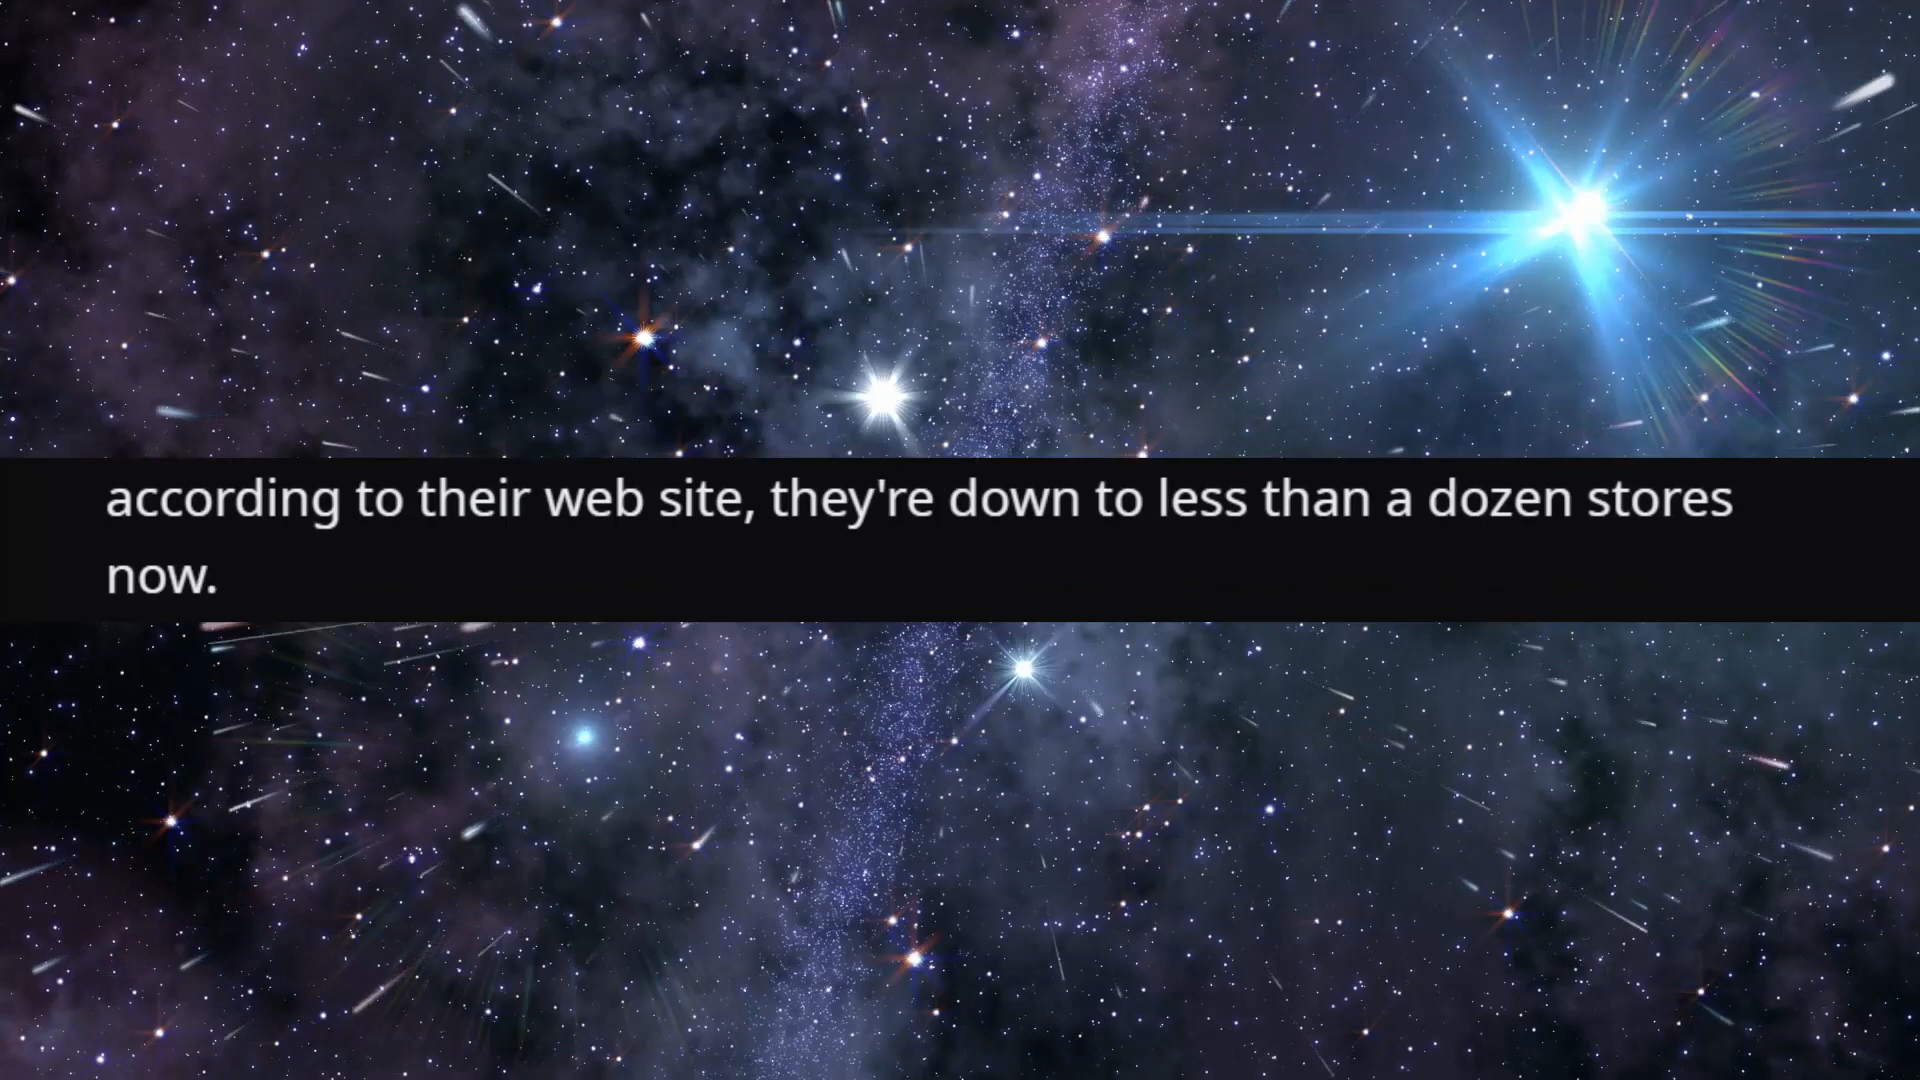 according to their web site, they're down to less than a dozen stores
now.